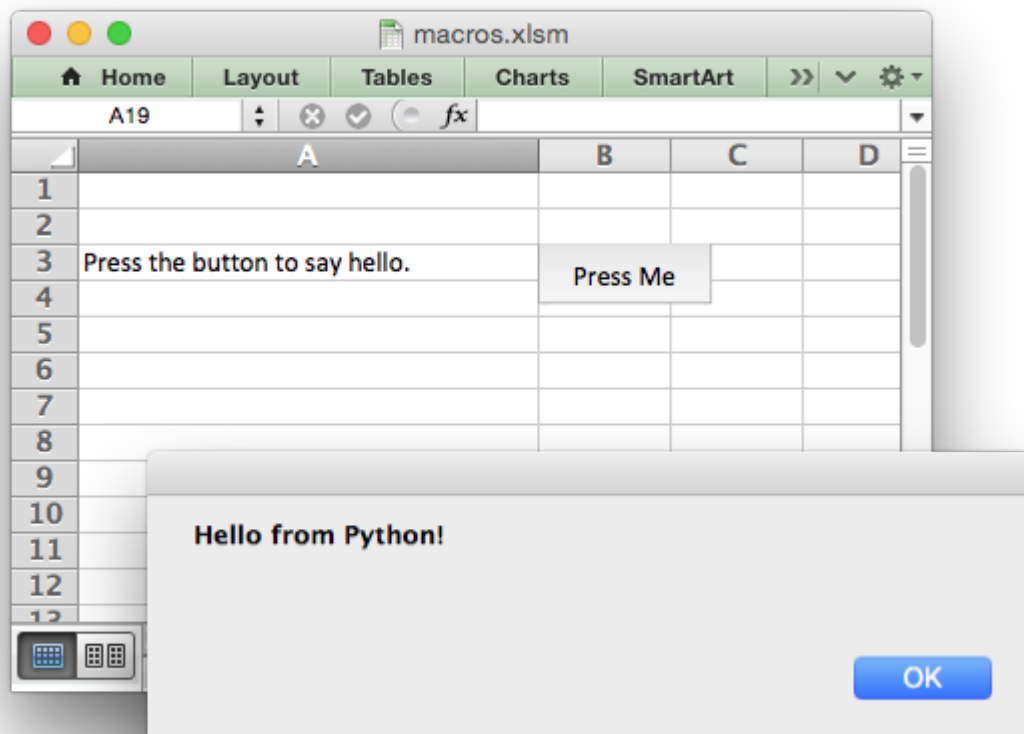 macros.xlsm
Home Layout Tables Charts SmartArt
A19 fx
A B C D
1
2
3 Press the button to say hello. Press Me
4
5
6
7
8
9
10
11
12
13
Hello from Python!
OK